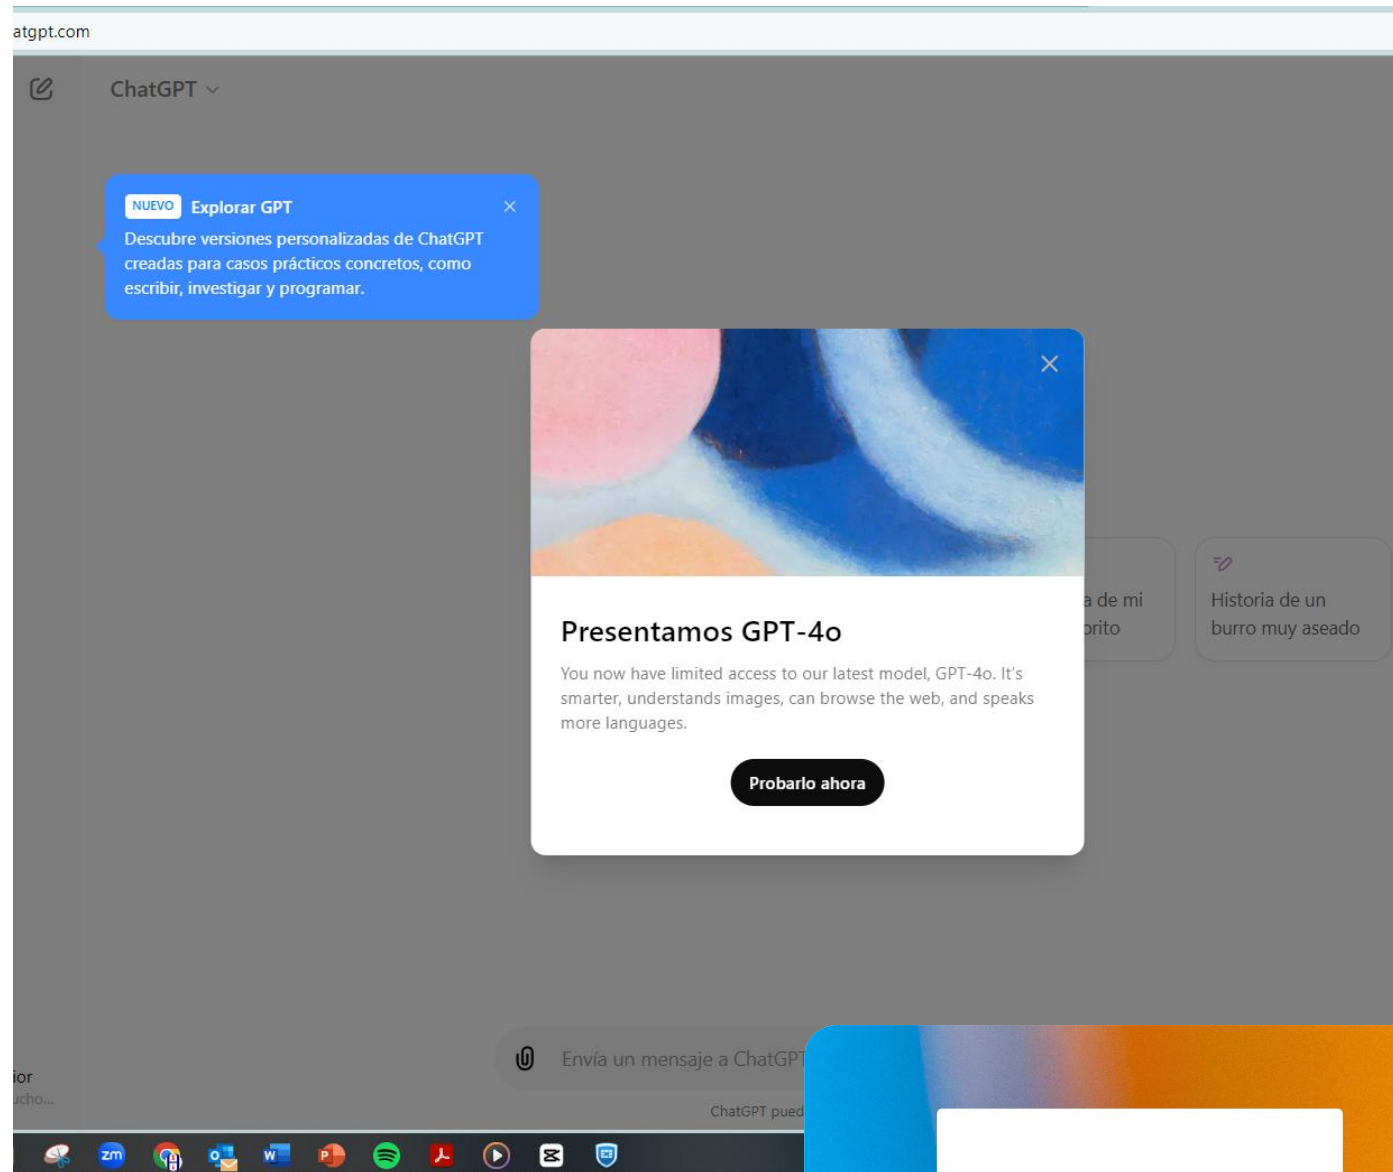 atgpt.com
ChatGPT
NUEVO Explorar GPT
Descubre versiones personalizadas de ChatGPT
creadas para casos prácticos concretos, como
escribir, investigar y programar.
Presentamos GPT-4o
You now have limited access to our latest model, GPT-4o. It's
smarter, understands images, can browse the web, and speaks
more languages.
Probarlo ahora
a de mi
orito
Historia de un
burro muy aseado
Envía un mensaje a ChatGPT
ChatGPT pued
ior
ucho...
zm